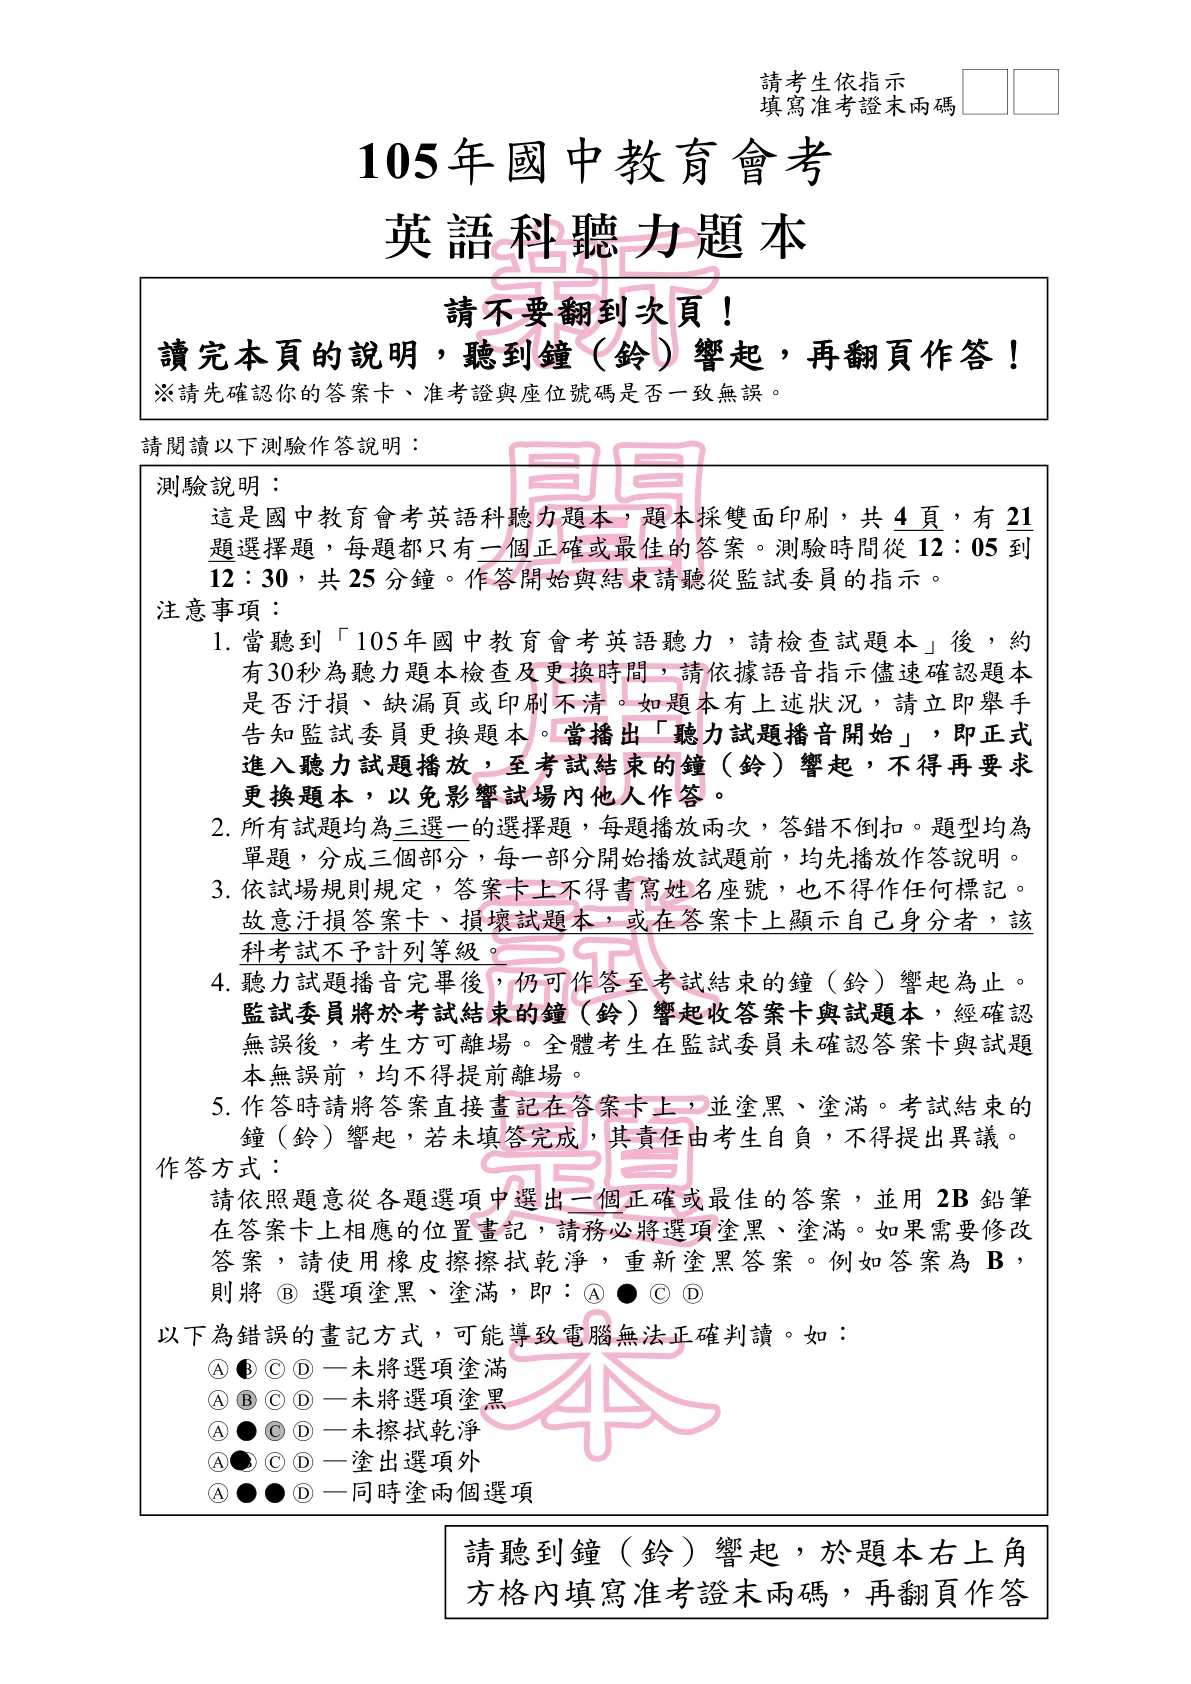 請考生依指示
填寫准考證末兩碼
105年國中教育會考
英語科聽力題本
請不要翻到次頁！
讀完本頁的說明，聽到鐘（鈴）響起，再翻頁作答！
※請先確認你的答案卡、准考證與座位號碼是否一致無誤。
請閱讀以下測驗作答說明：
測驗說明：
這是國中教育會考英語科聽力題本，題本採雙面印刷，共 4 頁，有 21
題選擇題，每題都只有一個正確或最佳的答案。測驗時間從 12：05 到
12：30，共 25 分鐘。作答開始與結束請聽從監試委員的指示。
注意事項：
1. 當聽到「105年國中教育會考英語聽力，請檢查試題本」後，約
有30秒為聽力題本檢查及更換時間，請依據語音指示儘速確認題本
是否汙損、缺漏頁或印刷不清。如題本有上述狀況，請立即舉手
告知監試委員更換題本。當播出「聽力試題播音開始」，即正式
進入聽力試題播放，至考試結束的鐘（鈴）響起，不得再要求
更換題本，以免影響試場內他人作答。
2. 所有試題均為三選一的選擇題，每題播放兩次，答錯不倒扣。題型均為
單題，分成三個部分，每一部分開始播放試題前，均先播放作答說明。
3. 依試場規則規定，答案卡上不得書寫姓名座號，也不得作任何標記。
故意汙損答案卡、損壞試題本，或在答案卡上顯示自己身分者，該
科考試不予計列等級。
4. 聽力試題播音完畢後，仍可作答至考試結束的鐘（鈴）響起為止。
監試委員將於考試結束的鐘（鈴）響起收答案卡與試題本，經確認
無誤後，考生方可離場。全體考生在監試委員未確認答案卡與試題
本無誤前，均不得提前離場。
5. 作答時請將答案直接畫記在答案卡上，並塗黑、塗滿。考試結束的
鐘（鈴）響起，若未填答完成，其責任由考生自負，不得提出異議。
作答方式：
請依照題意從各題選項中選出一個正確或最佳的答案，並用 2B 鉛筆
在答案卡上相應的位置畫記，請務必將選項塗黑、塗滿。如果需要修改
答案，請使用橡皮擦擦拭乾淨，重新塗黑答案。例如答案為 B，
則將 Ⓑ 選項塗黑、塗滿，即：Ⓐ ● Ⓒ Ⓓ
以下為錯誤的畫記方式，可能導致電腦無法正確判讀。如：
Ⓐ Ⓑ Ⓒ Ⓓ —未將選項塗滿
Ⓐ Ⓑ Ⓒ Ⓓ —未將選項塗黑
Ⓐ ● Ⓒ Ⓓ —未擦拭乾淨
Ⓐ ● Ⓒ Ⓓ —塗出選項外
Ⓐ ● ● Ⓓ —同時塗兩個選項
請聽到鐘（鈴）響起，於題本右上角
方格內填寫准考證末兩碼，再翻頁作答
新聞用試題本